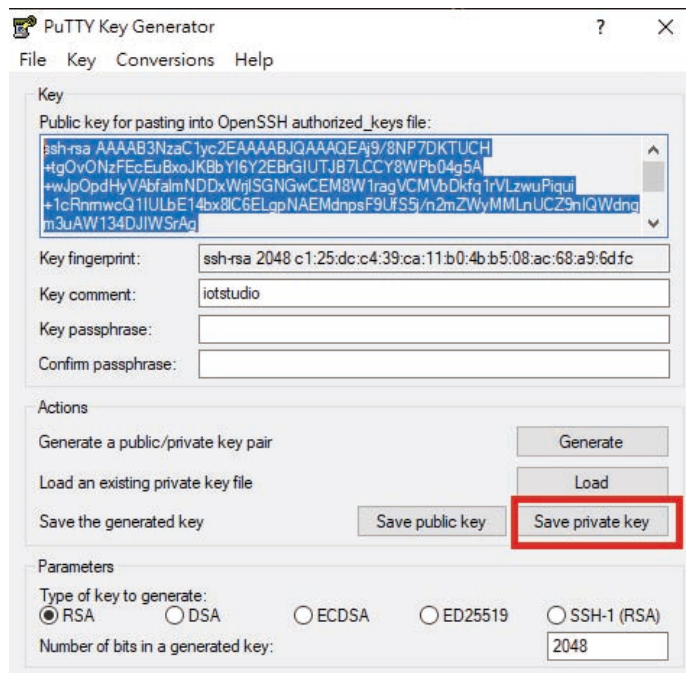 PuTTY Key Generator ? ×
File Key Conversions Help
Key
Public key for pasting into OpenSSH authorized_keys file:
ssh-rsa AAAAB3NzaC1yc2EAAAABJQAAAQEAj9/8NP7DKTUCH
+tgOvONzFEcEuBxoJKBbYI6Y2EBrGIUTJB7LCCY8WPb04g5A
+wJpOpdHyVAbfalmNDDxWrjlSGNGwCEM8W1ragVCMVbDkfq1rVLzwuPiqui
+1cRnmwcQ1IULbE14bx8IC6ELgpNAEMdnpsF9UfS5j/n2mZWyMMLnUCZ9nIQWdnq
m3uAW134DJIWSrAg
Key fingerprint: ssh-rsa 2048 c1:25:dc:c4:39:ca:11:b0:4b:b5:08:ac:68:a9:6d:fc
Key comment: iotstudio
Key passphrase:
Confirm passphrase:
Actions
Generate a public/private key pair Generate
Load an existing private key file Load
Save the generated key Save public key Save private key
Parameters
Type of key to generate:
RSA DSA ECDSA ED25519 SSH-1 (RSA)
Number of bits in a generated key: 2048